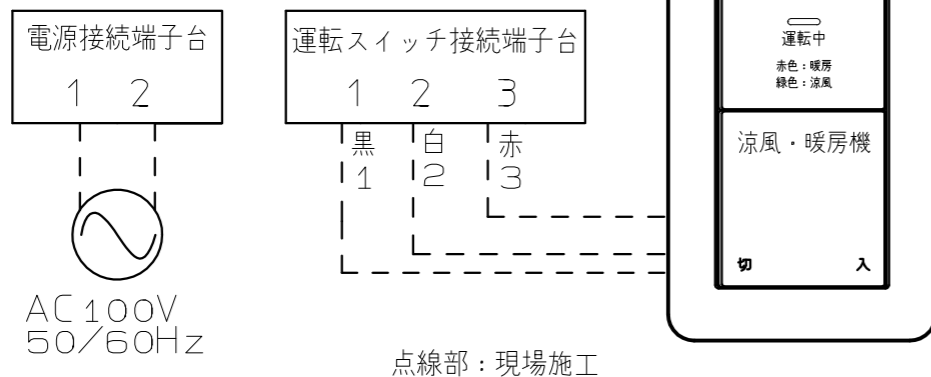 電源接続端子台
1 2
AC100V
50/60Hz
運転スイッチ接続端子台
1 2 3
黒 白 赤
1 2 3
運転中
赤色：暖房
緑色：涼風
涼風・暖房機
切 入
点線部：現場施工